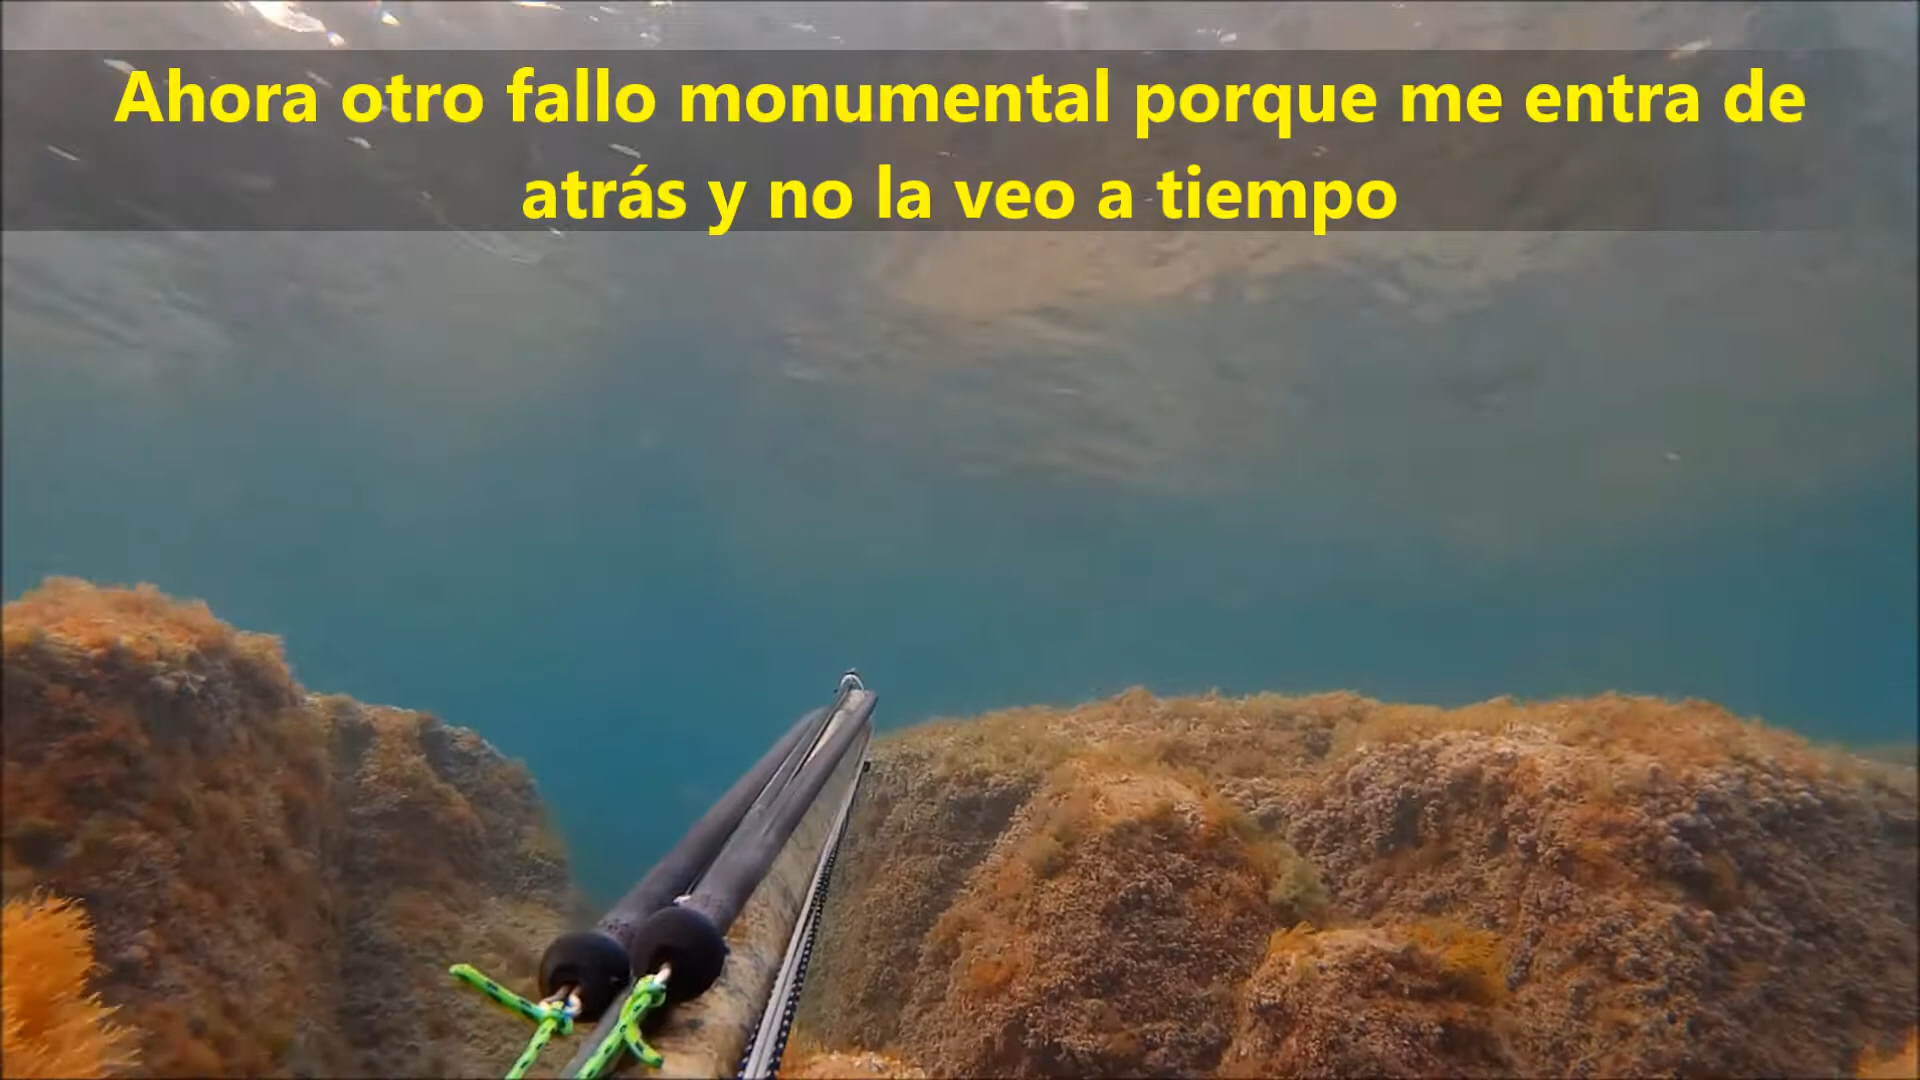 Ahora otro fallo monumental porque me entra de
atrás y no la veo a tiempo